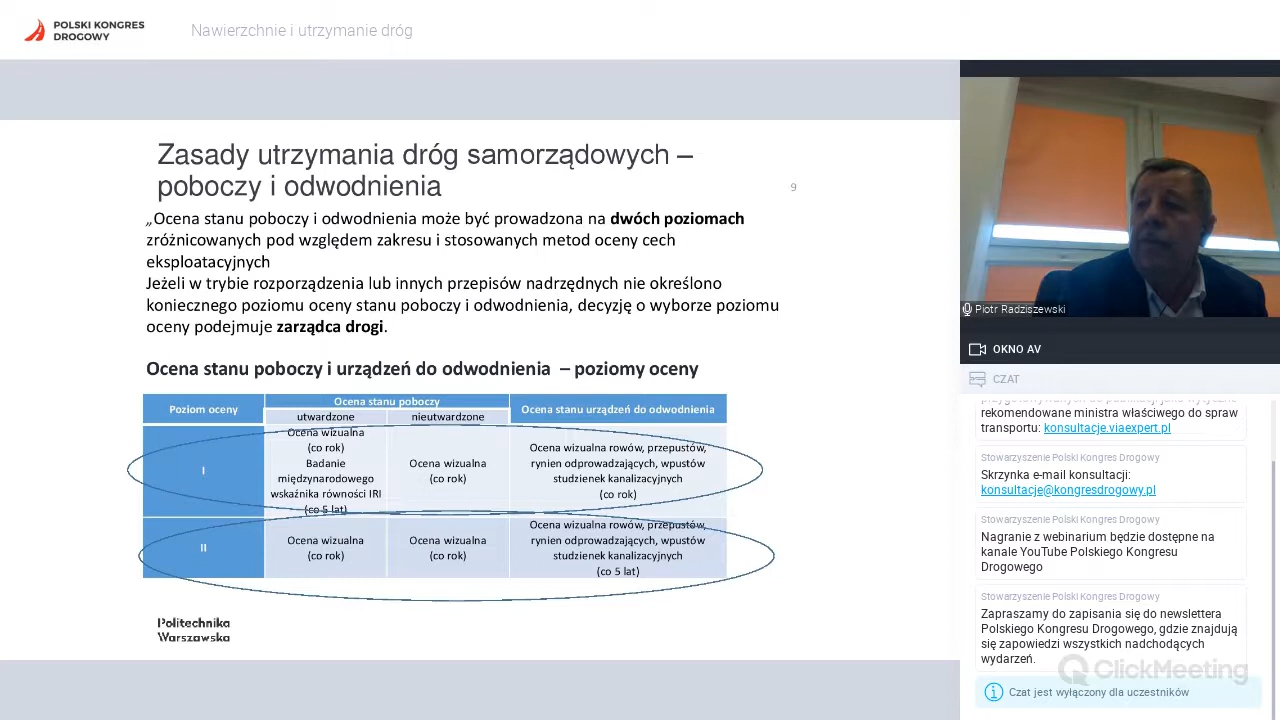 POLSKI KONGRES
DROGOWY
Nawierzchnie i utrzymanie dróg
Zasady utrzymania dróg samorządowych –
poboczy i odwodnienia
9
„Ocena stanu poboczy i odwodnienia może być prowadzona na dwóch poziomach
zróżnicowanych pod względem zakresu i stosowanych metod oceny cech
eksploatacyjnych
Jeżeli w trybie rozporządzenia lub innych przepisów nadrzędnych nie określono
koniecznego poziomu oceny stanu poboczy i odwodnienia, decyzję o wyborze poziomu
oceny podejmuje zarządca drogi.
Ocena stanu poboczy i urządzeń do odwodnienia – poziomy oceny
Poziom oceny
Ocena stanu poboczy
Ocena stanu urządzeń do odwodnienia
utwardzone
nieutwardzone
I
Ocena wizualna
(co rok)
Badanie
międzynarodowego
wskaźnika równości IRI
(co 5 lat)
Ocena wizualna
(co rok)
Ocena wizualna rowów, przepustów,
rynien odprowadzających, wpustów
studzienek kanalizacyjnych
(co rok)
II
Ocena wizualna
(co rok)
Ocena wizualna
(co rok)
Ocena wizualna rowów, przepustów,
rynien odprowadzających, wpustów
studzienek kanalizacyjnych
(co 5 lat)
Politechnika
Warszawska
Piotr Radziszewski
OKNO AV
CZAT
rekomendowane ministra właściwego do spraw
transportu: konsultacje.viaexpert.pl
Stowarzyszenie Polski Kongres Drogowy
Skrzynka e-mail konsultacji:
konsultacje@kongresdrogowy.pl
Stowarzyszenie Polski Kongres Drogowy
Nagranie z webinarium będzie dostępne na
kanale YouTube Polskiego Kongresu
Drogowego
Stowarzyszenie Polski Kongres Drogowy
Zapraszamy do zapisania się do newslettera
Polskiego Kongresu Drogowego, gdzie znajdują
się zapowiedzi wszystkich nadchodzących
wydarzeń.
ClickMeeting
Czat jest wyłączony dla uczestników